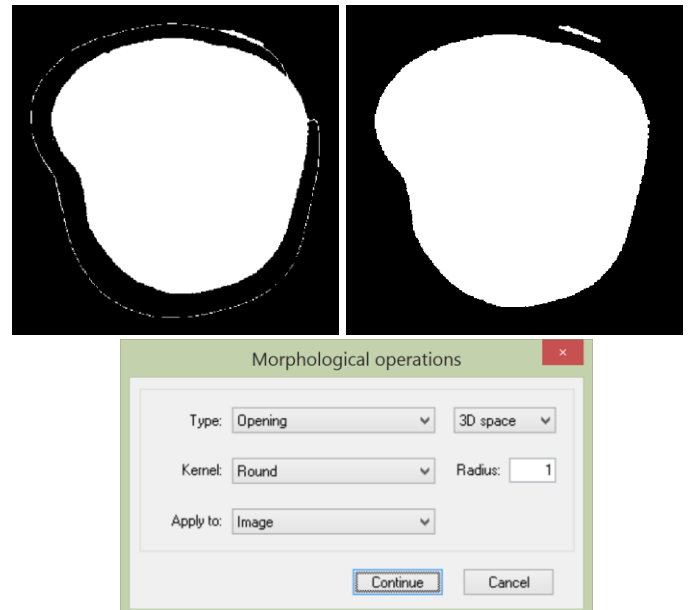 Morphological operations
×
Type: Opening 3D space
Kernel: Round Radius: 1
Apply to: Image
Continue Cancel